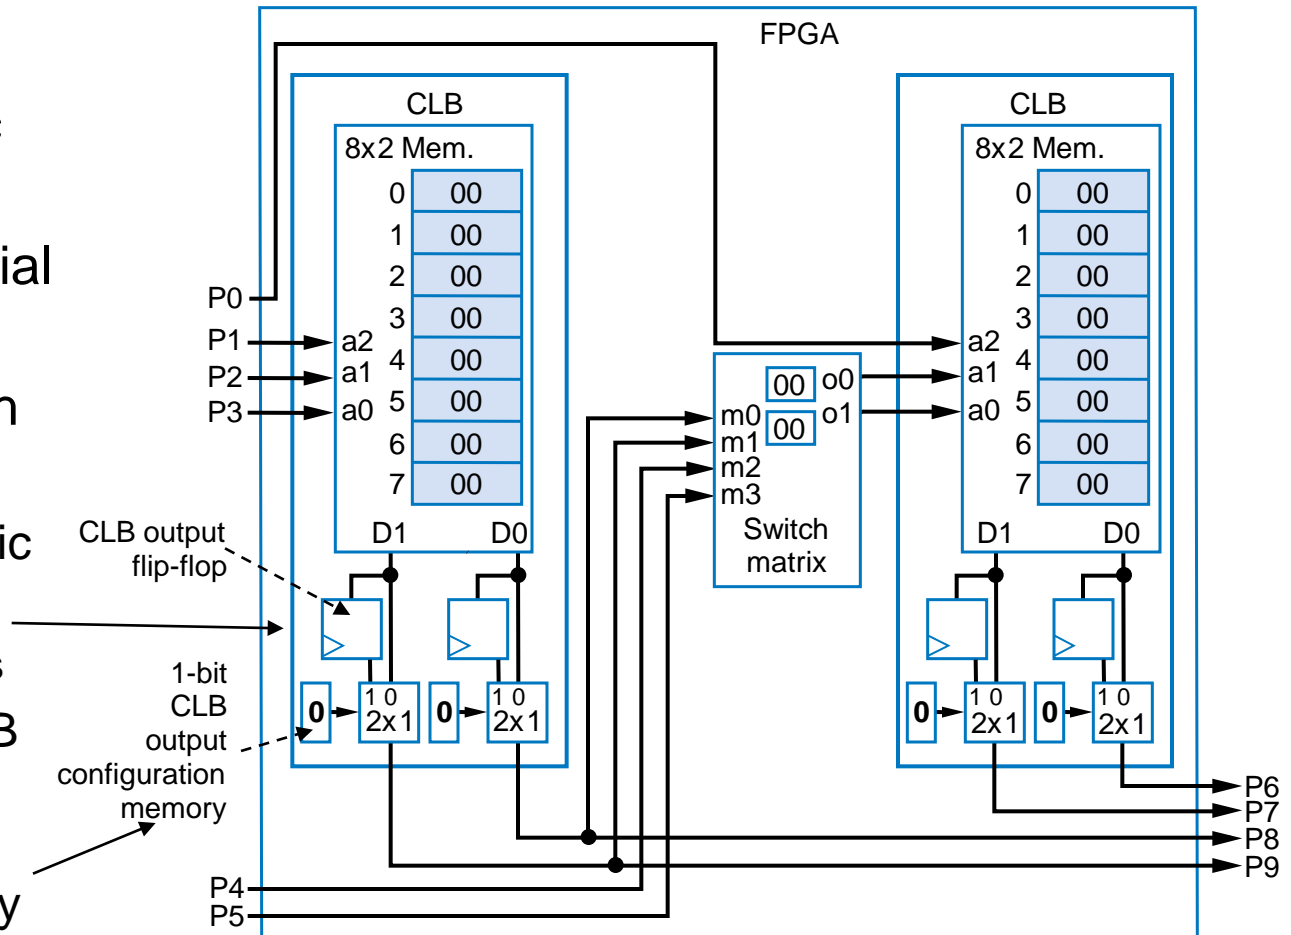 FPGA
ial
n
ic
s
B
y
CLB
8x2 Mem.
0 00
1 00
2 00
3 00
4 00
5 00
6 00
7 00
P0
P1
P2
P3
a2
a1
a0
D1 D0
1 0
2x1
0
1 0
2x1
0
CLB output
flip-flop
1-bit
CLB
output
configuration
memory
P4
P5
00 o0
00 o1
m0
m1
m2
m3
Switch
matrix
CLB
8x2 Mem.
0 00
1 00
2 00
3 00
4 00
5 00
6 00
7 00
a2
a1
a0
D1 D0
1 0
2x1
0
1 0
2x1
0
P6
P7
P8
P9